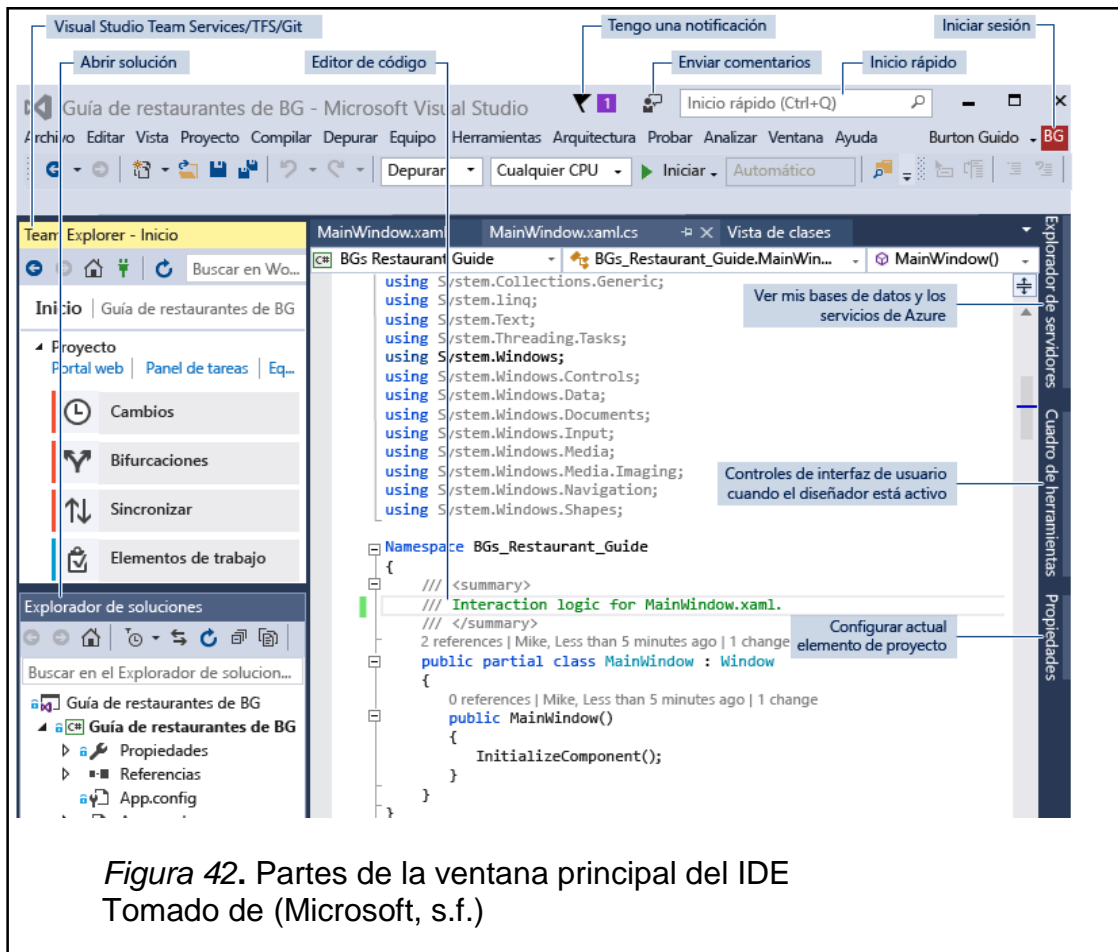 Visual Studio Team Services/TFS/Git
Tengo una notificación
Iniciar sesión
Abrir solución
Editor de código
Enviar comentarios
Inicio rápido
Guía de restaurantes de BG - Microsoft Visual Studio
1
Inicio rápido (Ctrl+Q)
Archivo Editar Vista Proyecto Compilar Depurar Equipo Herramientas Arquitectura Probar Analizar Ventana Ayuda
Burton Guido
BG
Depurar
Cualquier CPU
Iniciar
Automático
Team Explorer - Inicio
Buscar en Wo...
Inicio | Guía de restaurantes de BG
Proyecto
Portal web | Panel de tareas | Eq...
Cambios
Bifurcaciones
Sincronizar
Elementos de trabajo
Explorador de soluciones
Buscar en el Explorador de solucion...
Guía de restaurantes de BG
C# Guía de restaurantes de BG
Propiedades
Referencias
App.config
MainWindow.xaml
MainWindow.xaml.cs
Vista de clases
C# BGs Restaurant Guide
BGs_Restaurant_Guide.MainWin...
MainWindow()
using System.Collections.Generic;
using System.linq;
using System.Text;
using System.Threading.Tasks;
using System.Windows;
using System.Windows.Controls;
using System.Windows.Data;
using System.Windows.Documents;
using System.Windows.Input;
using System.Windows.Media;
using System.Windows.Media.Imaging;
using System.Windows.Navigation;
using System.Windows.Shapes;
Namespace BGs_Restaurant_Guide
{
/// <summary>
/// Interaction logic for MainWindow.xaml.
/// </summary>
2 references | Mike, Less than 5 minutes ago | 1 change
public partial class MainWindow : Window
{
0 references | Mike, Less than 5 minutes ago | 1 change
public MainWindow()
{
InitializeComponent();
}
}
}
Ver mis bases de datos y los
servicios de Azure
Controles de interfaz de usuario
cuando el diseñador está activo
Configurar actual
elemento de proyecto
Explorador de servidores
Cuadro de herramientas
Propiedades
Figura 42. Partes de la ventana principal del IDE
Tomado de (Microsoft, s.f.)